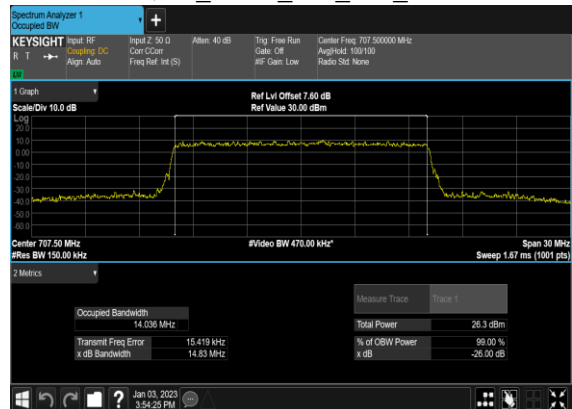 Spectrum Analyzer 1
Occupied BW
KEYSIGHT
R T
LW
Input: RF
Coupling: DC
Align: Auto
Input Z: 50 Ω
Corr CCorr
Freq Ref: Int (S)
Atten: 40 dB
Trig: Free Run
Gate: Off
#IF Gain: Low
Center Freq: 707.500000 MHz
Avg|Hold: 100/100
Radio Std: None
1 Graph
Scale/Div 10.0 dB
Ref Lvl Offset 7.60 dB
Ref Value 30.00 dBm
Log
20.0
10.0
0.00
-10.0
-20.0
-30.0
-40.0
-50.0
-60.0
Center 707.50 MHz
#Res BW 150.00 kHz
#Video BW 470.00 kHz*
Span 30 MHz
Sweep 1.67 ms (1001 pts)
2 Metrics
Measure Trace Trace 1
Occupied Bandwidth
14.036 MHz
Total Power 26.3 dBm
Transmit Freq Error 15.419 kHz
% of OBW Power 99.00 %
x dB Bandwidth 14.83 MHz
x dB -26.00 dB
?
Jan 03, 2023
3:54:25 PM